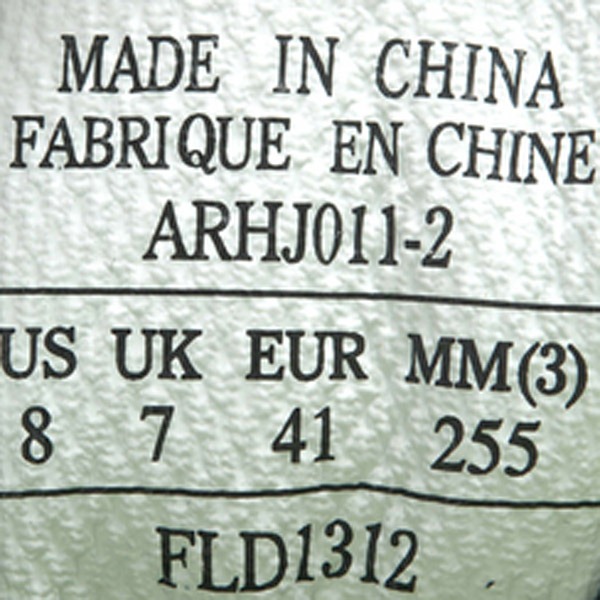 MADE IN CHINA
FABRIQUE EN CHINE
ARHJ011-2
US UK EUR MM(3)
8 7 41 255
FLD1312